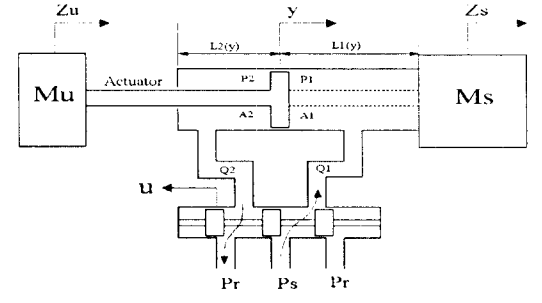 Zu y Zs
L2(y) L1(y)
Actuator P2 P1
Mu Ms
A2 A1
Q2 Q1
u
Pr Ps Pr